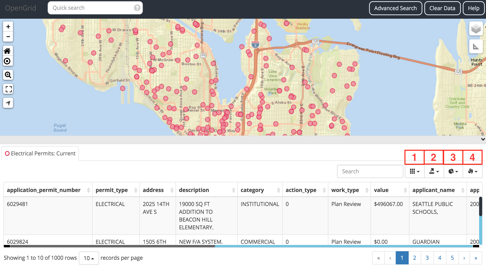 OpenGrid
Quick search
Advanced Search
Clear Data
Help
Puget
Sound
Electrical Permits: Current
1 2 3 4
Search
application_permit_number permit_type address description category action_type work_type value applicant_name app
6029481 ELECTRICAL 2025 14TH AVE S 19000 SQ FT ADDITION TO BEACON HILL ELEMENTARY. INSTITUTIONAL 0 Plan Review $496067.00 SEATTLE PUBLIC SCHOOLS, 200
6029824 ELECTRICAL 1505 6TH NEW F/A SYSTEM. COMMERCIAL 0 Plan Review $0.00 GUARDIAN 200
Showing 1 to 10 of 1000 rows 10 records per page
« ‹ 1 2 3 4 5 › »